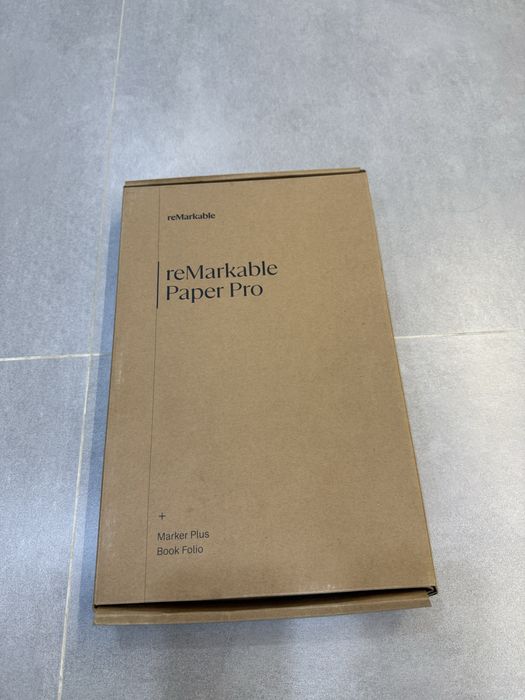 reMarkable
reMarkable
Paper Pro
+
Marker Plus
Book Folio